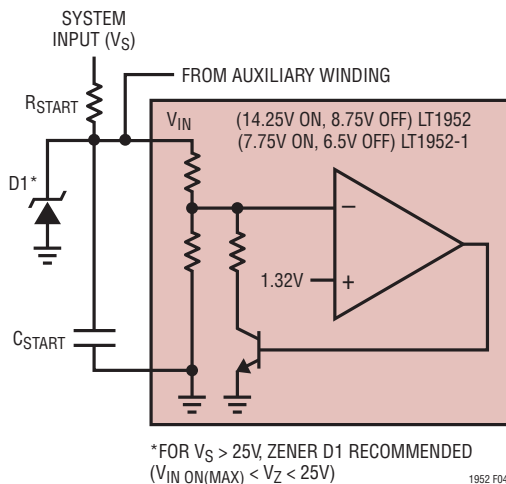 SYSTEM
INPUT (VS)
FROM AUXILIARY WINDING
RSTART
VIN
(14.25V ON, 8.75V OFF) LT1952
(7.75V ON, 6.5V OFF) LT1952-1
D1*
–
1.32V
+
CSTART
*FOR VS > 25V, ZENER D1 RECOMMENDED
(VIN ON(MAX) < VZ < 25V)
1952 F04